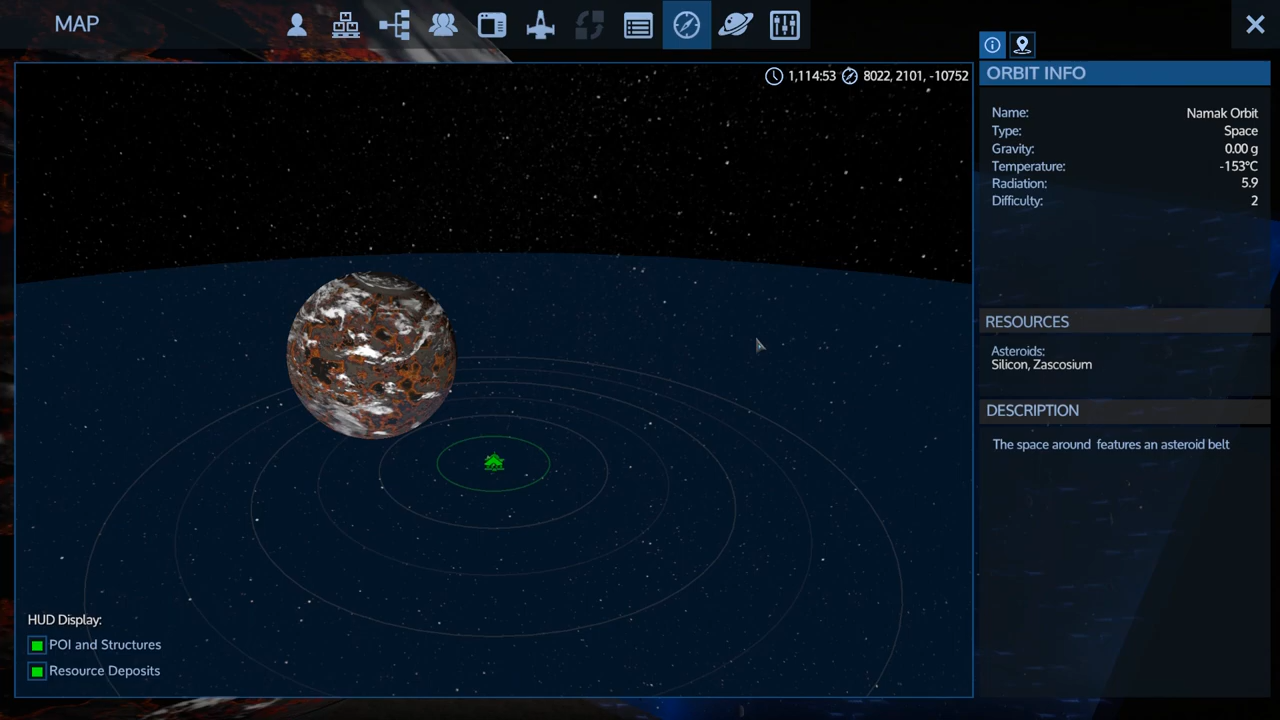 MAP
1,114:53 8022, 2101, -10752
ORBIT INFO
Name: Namak Orbit
Type: Space
Gravity: 0.00 g
Temperature: -153°C
Radiation: 5.9
Difficulty: 2
RESOURCES
Asteroids:
Silicon, Zascosium
DESCRIPTION
The space around features an asteroid belt
HUD Display:
POI and Structures
Resource Deposits